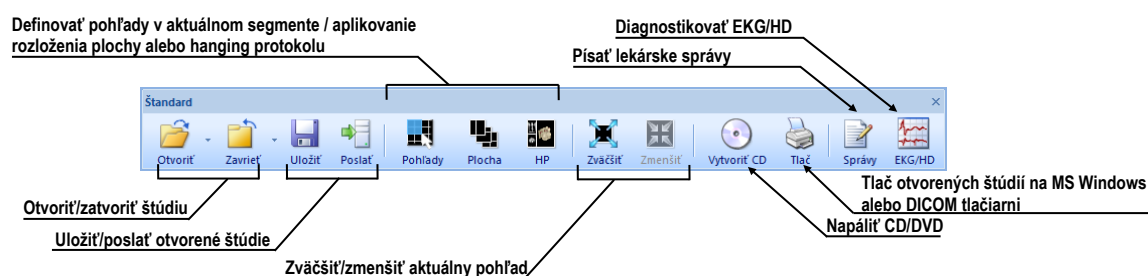 Definovať pohľady v aktuálnom segmente / aplikovanie
rozloženia plochy alebo hanging protokolu
Diagnostikovať EKG/HD
Písať lekárske správy
Štandard
Otvoriť
Zavrieť
Uložiť
Poslať
Pohľady
Plocha
HP
Zväčšiť
Zmenšiť
Vytvoriť CD
Tlač
Správy
EKG/HD
Tlač otvorených štúdií na MS Windows
alebo DICOM tlačiarni
Otvoriť/zatvoriť štúdiu
Napáliť CD/DVD
Uložiť/poslať otvorené štúdie
Zväčšiť/zmenšiť aktuálny pohľad